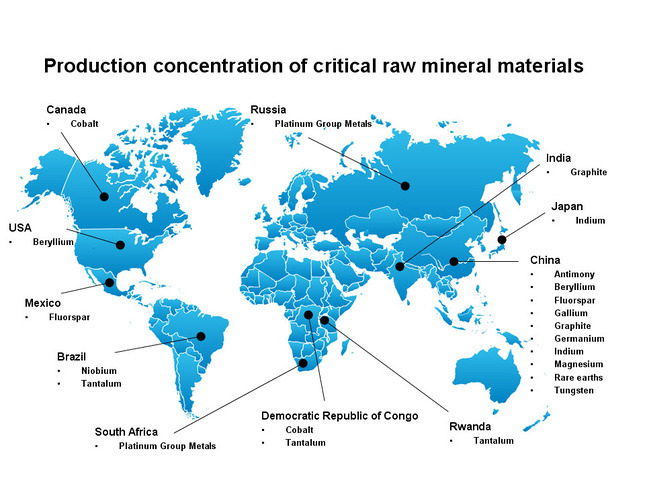 Production concentration of critical raw mineral materials
Canada
• Cobalt
Russia
• Platinum Group Metals
India
• Graphite
Japan
• Indium
USA
• Beryllium
China
• Antimony
• Beryllium
• Fluorspar
• Gallium
• Graphite
• Germanium
• Indium
• Magnesium
• Rare earths
• Tungsten
Mexico
• Fluorspar
Brazil
• Niobium
• Tantalum
South Africa
• Platinum Group Metals
Democratic Republic of Congo
• Cobalt
• Tantalum
Rwanda
• Tantalum